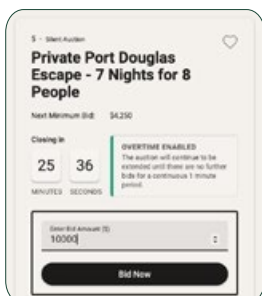 5 - Silent Auction
Private Port Douglas
Escape - 7 Nights for 8
People
Next Minimum Bid: $4,250
Closing in
25 36
MINUTES SECONDS
OVERTIME ENABLED
The auction will continue to be
extended until there are no further
bids for a continuous 1 minute
period.
Enter Bid Amount ($)
10000
Bid Now